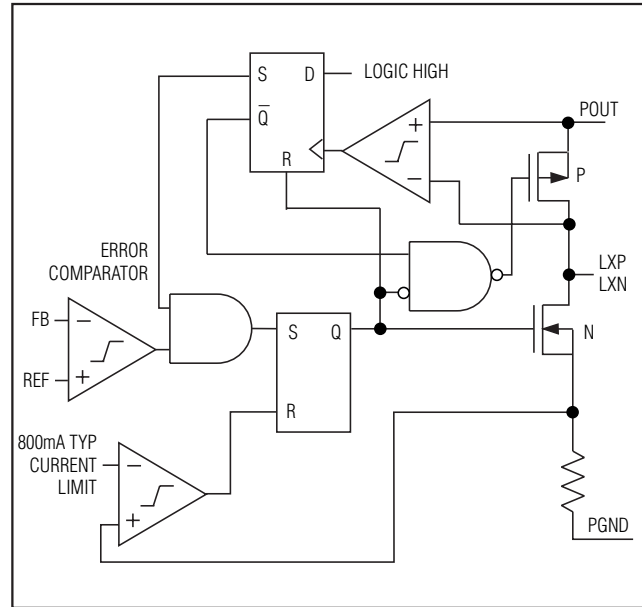 S D LOGIC HIGH
Q̅
R
+
−
POUT
P
ERROR
COMPARATOR
LXP
LXN
FB −
REF +
S Q
R
N
800mA TYP
CURRENT
LIMIT
−
+
PGND